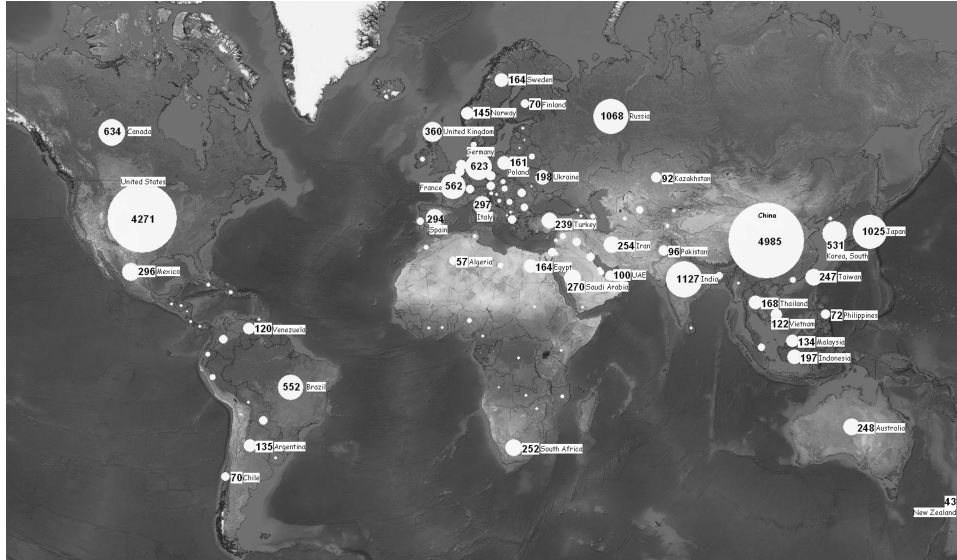 164 Sweden
70 Finland
145 Norway
1068 Russia
634 Canada
360 United Kingdom
Germany
623
161
Poland
United States
198 Ukraine
92 Kazakhstan
France 562
297
Italy
4271
China
4985
294
Spain
239 Turkey
1025 Japan
531
Korea, South
254 Iran
96 Pakistan
57 Algeria
164 Egypt
296 Mexico
100 UAE
1127 India
247 Taiwan
270 Saudi Arabia
168 Thailand
72 Philippines
122 Vietnam
120 Venezuela
134 Malaysia
197 Indonesia
552 Brazil
248 Australia
135 Argentina
252 South Africa
70 Chile
43
New Zealand